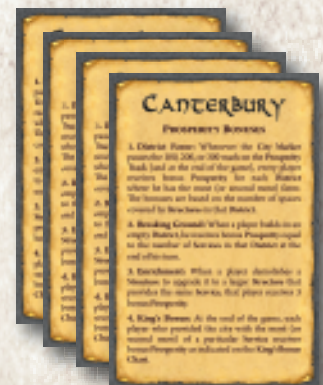 CANTERBURY
PROSPERITY BONUSES
1. District Power: Whenever the City Marker
passes the 100, 200, or 300 mark on the Prosperity
Track (and at the end of the game), every player
receives bonus Prosperity for each District
where he has the most (or second most)
The bonuses are based on the number of spaces
covered by Structures in that District.
2. Breaking Ground: When a player builds in an
empty District, he receives bonus Prosperity equal
to the number of Services in that District at the
end of his turn.
3. Enrichment: When a player demolishes a
Structure to upgrade it to a larger Structure that
provides the same Service, that player receives 3
bonus Prosperity.
4. King's Bonus: At the end of the game, each
player who provided the city with the most (or
second most) of a particular Service receives
bonus Prosperity as indicated on the King's Bonus
Chart.